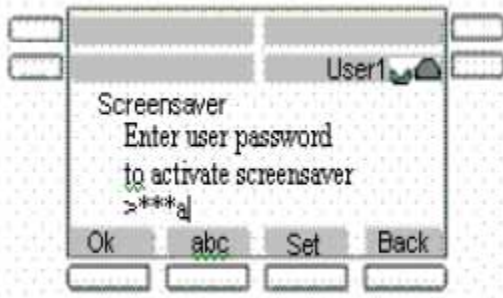 User1
Screensaver
Enter user password
to activate screensaver
>***a
Ok abc Set Back